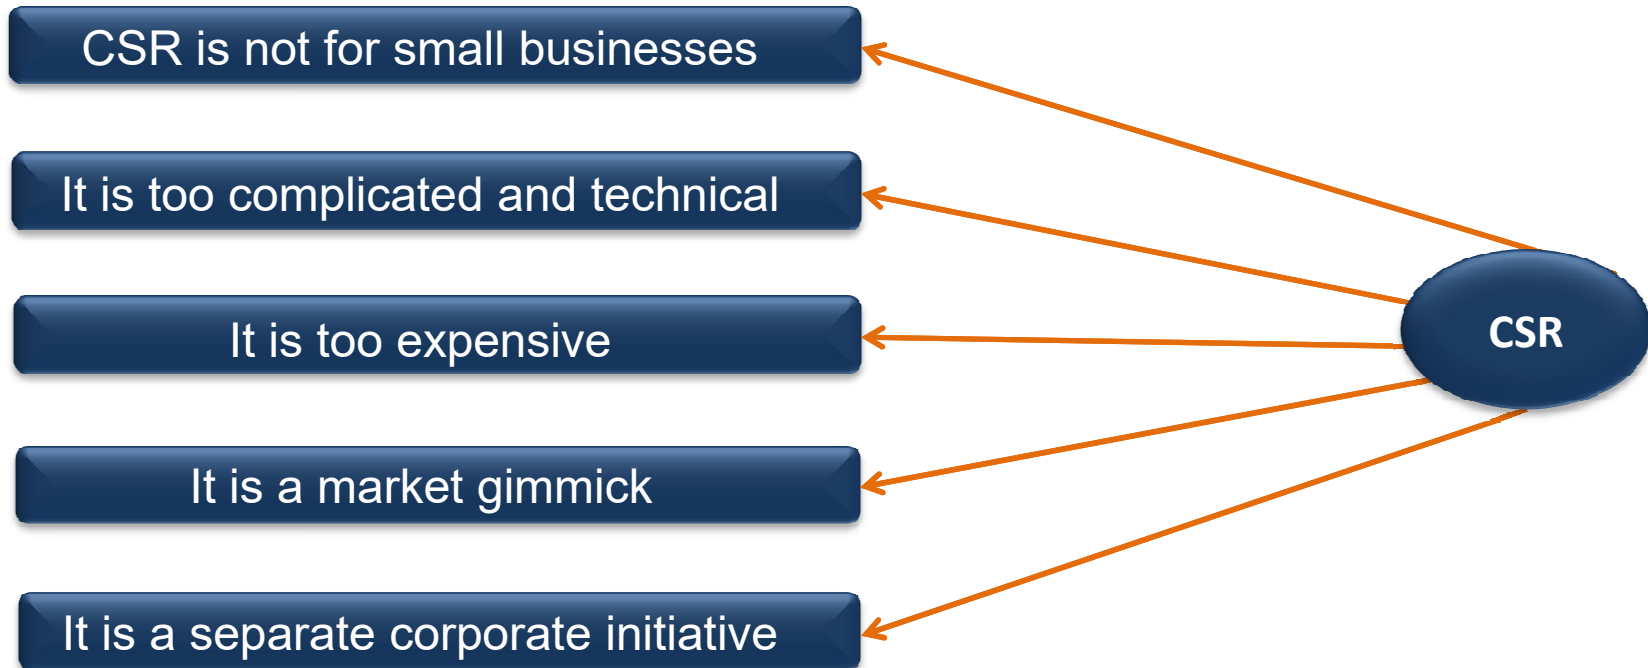 CSR is not for small businesses
It is too complicated and technical
It is too expensive
CSR
It is a market gimmick
It is a separate corporate initiative